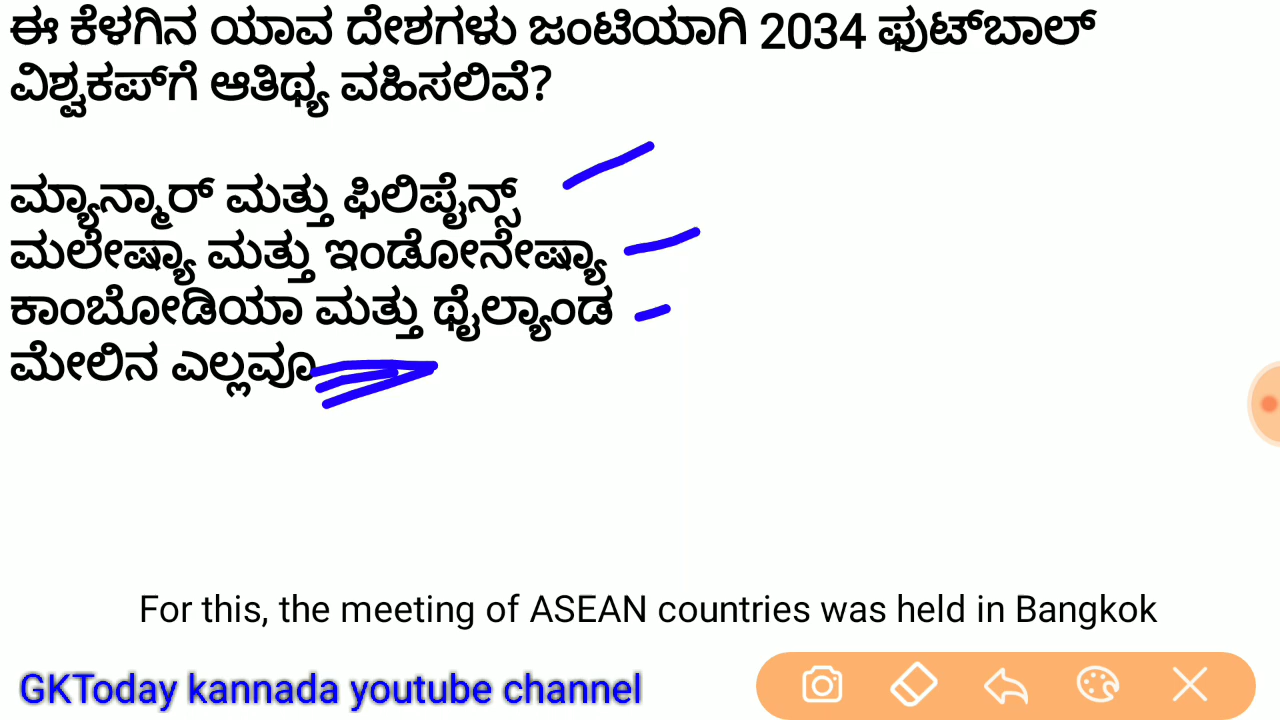 ಈ ಕೆಳಗಿನ ಯಾವ ದೇಶಗಳು ಜಂಟಿಯಾಗಿ 2034 ಫುಟ್‌ಬಾಲ್
ವಿಶ್ವಕಪ್‌ಗೆ ಆತಿಥ್ಯ ವಹಿಸಲಿವೆ?
ಮ್ಯಾನ್ಮಾರ್ ಮತ್ತು ಫಿಲಿಪೈನ್ಸ್
ಮಲೇಷ್ಯಾ ಮತ್ತು ಇಂಡೋನೇಷ್ಯಾ
ಕಾಂಬೋಡಿಯಾ ಮತ್ತು ಥೈಲ್ಯಾಂಡ
ಮೇಲಿನ ಎಲ್ಲವೂ
For this, the meeting of ASEAN countries was held in Bangkok
GKToday kannada youtube channel